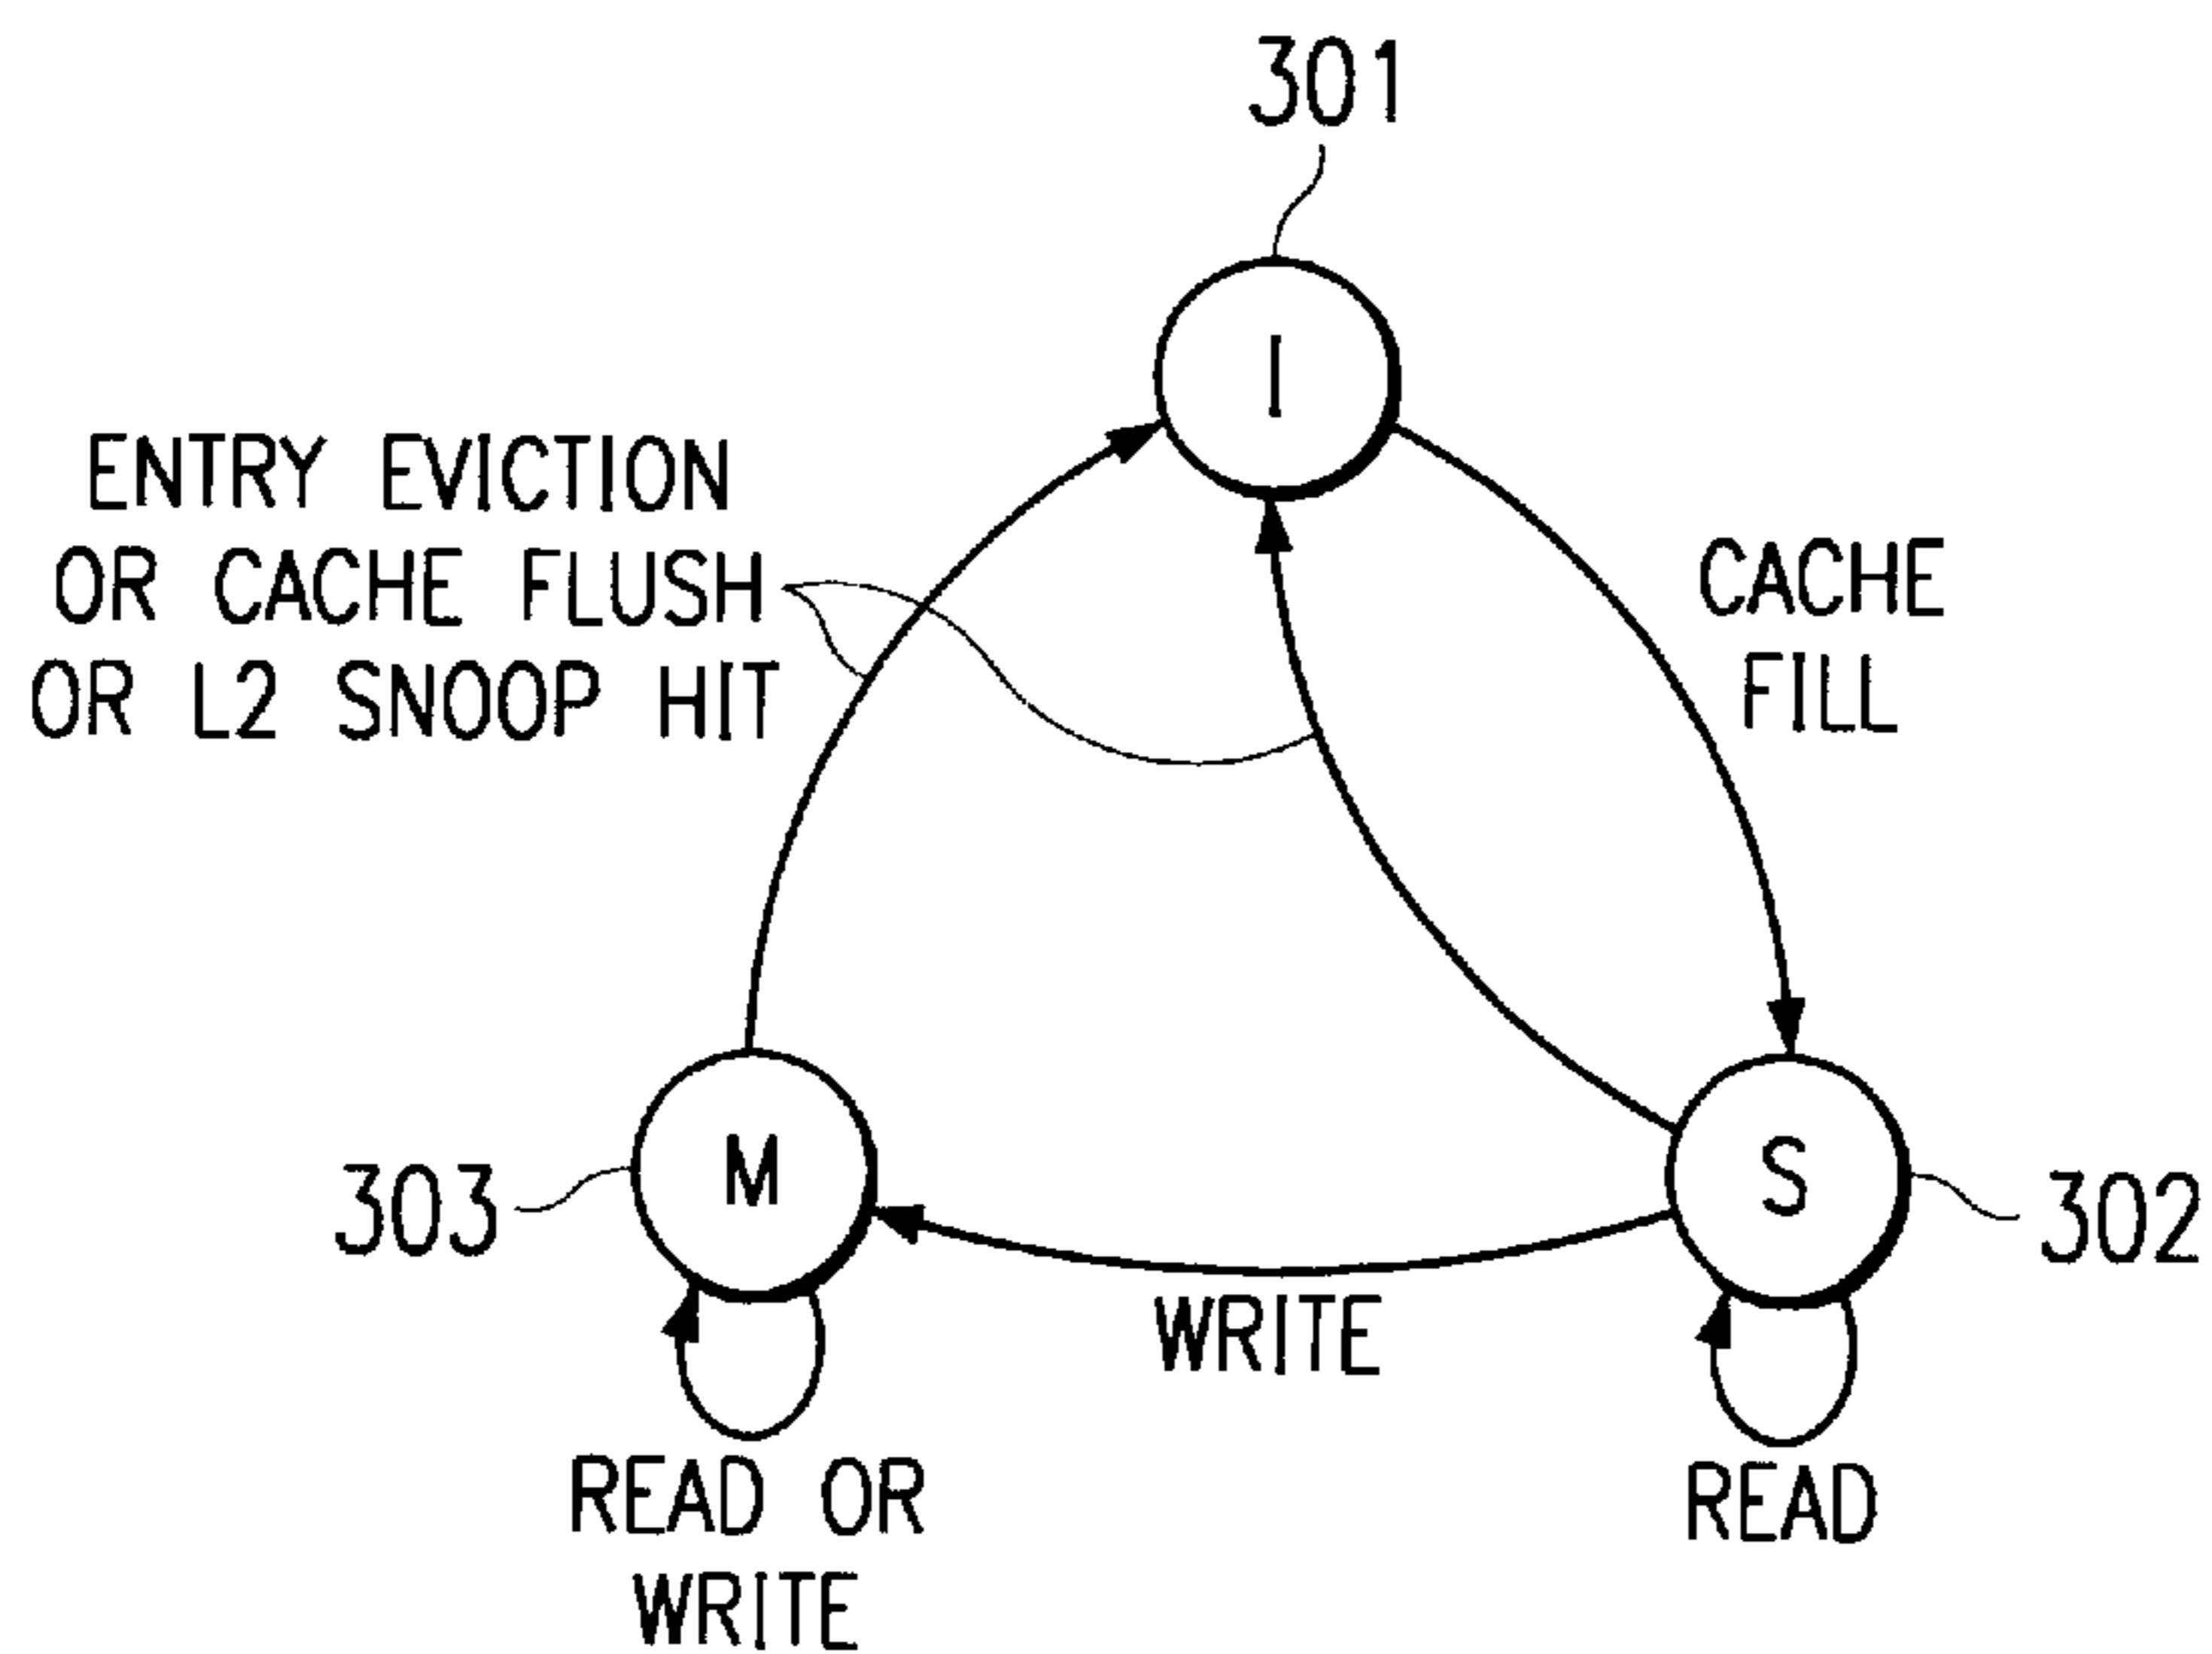 301
I
ENTRY EVICTION
OR CACHE FLUSH
OR L2 SNOOP HIT
CACHE
FILL
M
S
303
302
WRITE
READ OR
WRITE
READ